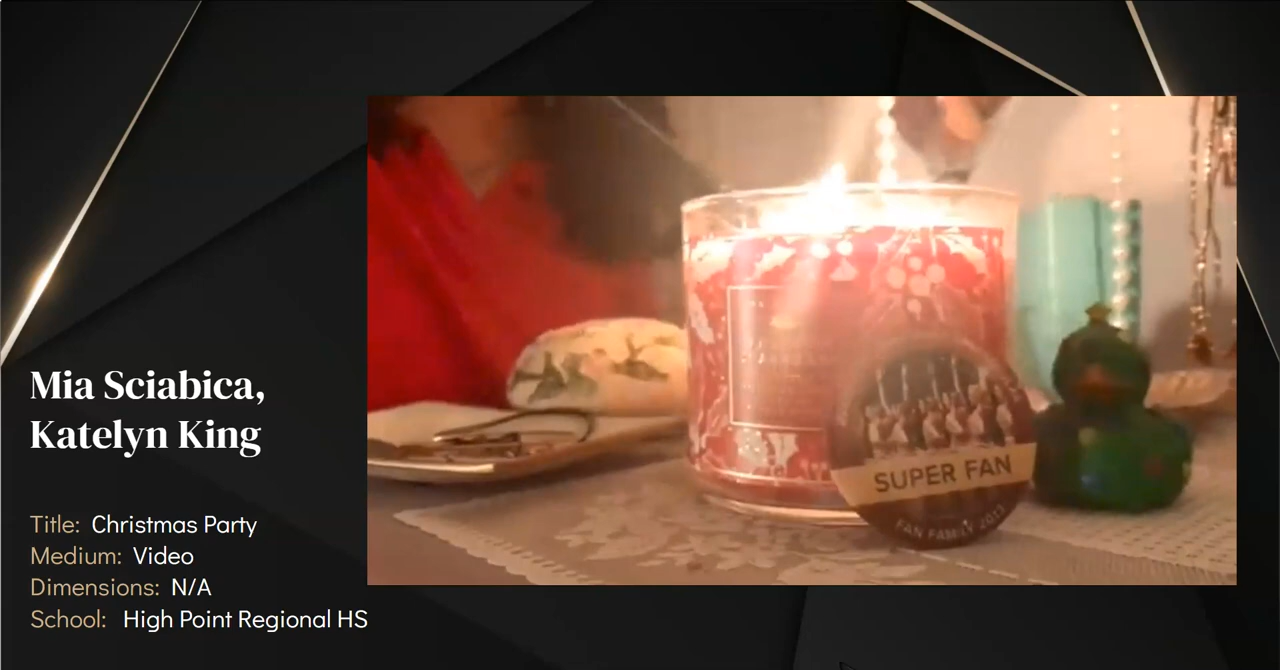 Mia Sciabica,
Katelyn King
Title: Christmas Party
Medium: Video
Dimensions: N/A
School: High Point Regional HS
SUPER FAN
FAN FAMILY 2013